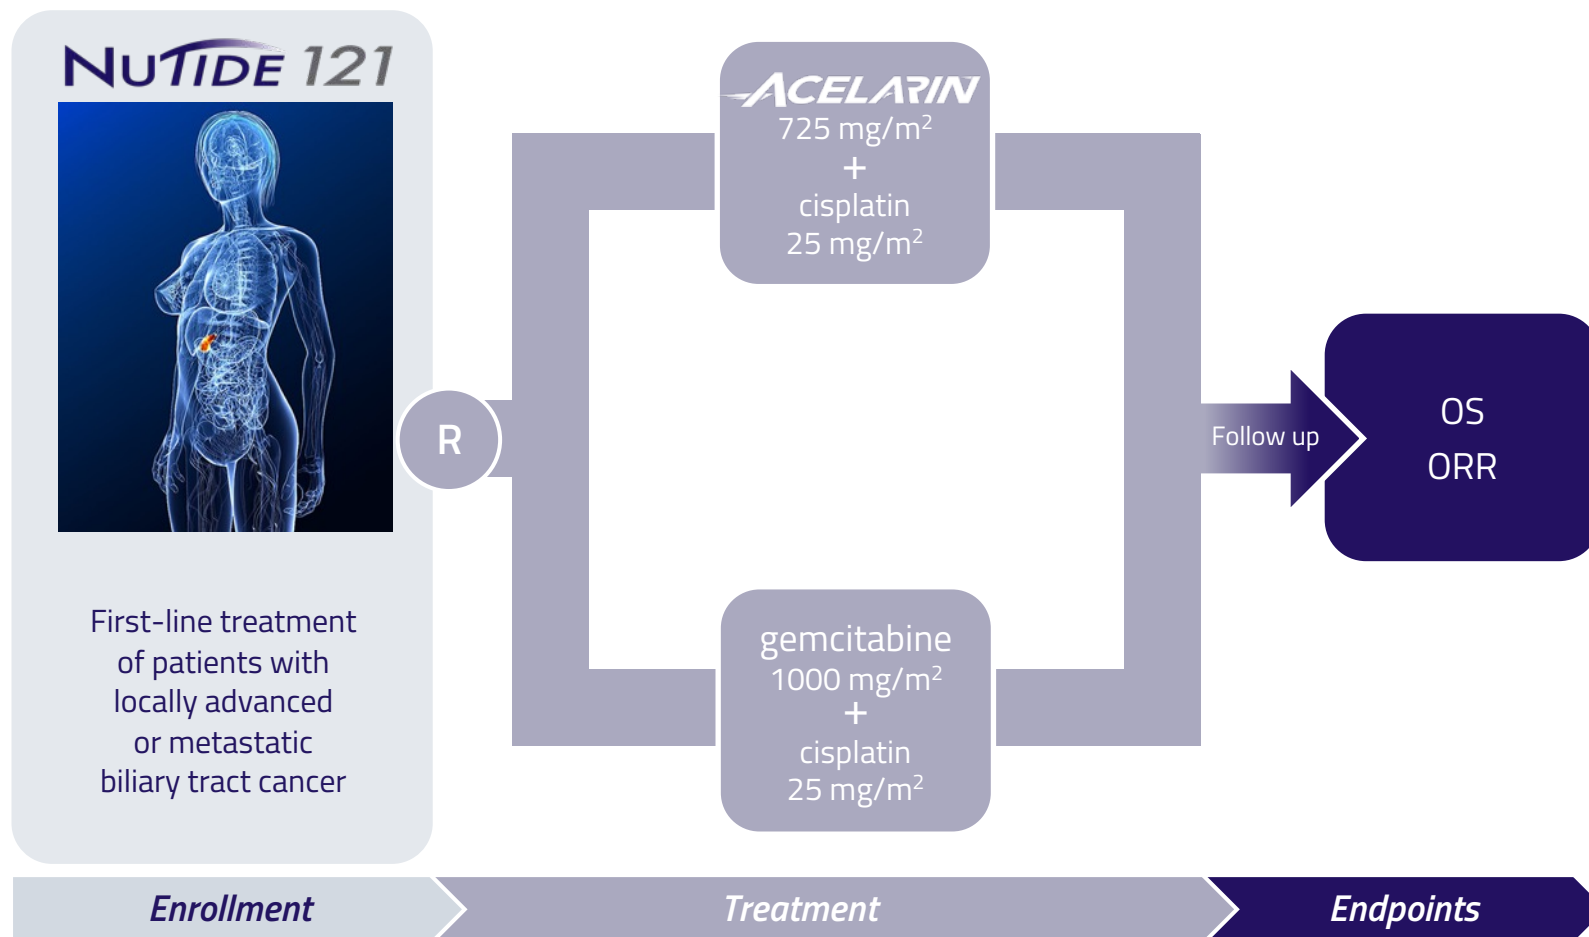 NUTIDE 121
First-line treatment
of patients with
locally advanced
or metastatic
biliary tract cancer
R
ACELARIN
725 mg/m²
+
cisplatin
25 mg/m²
gemcitabine
1000 mg/m²
+
cisplatin
25 mg/m²
Follow up
OS
ORR
Enrollment
Treatment
Endpoints